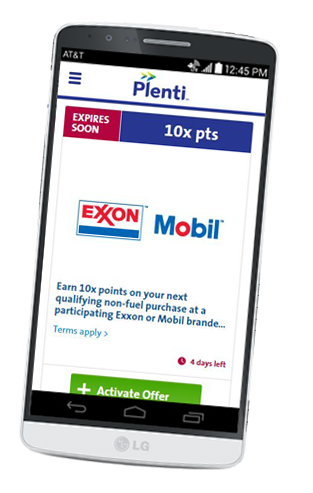 AT&T 12:45 PM
Plenti
EXPIRES
SOON
10x pts
EXXON Mobil
Earn 10x points on your next
qualifying non-fuel purchase at a
participating Exxon or Mobil brande...
Terms apply >
4 days left
+ Activate Offer
LG